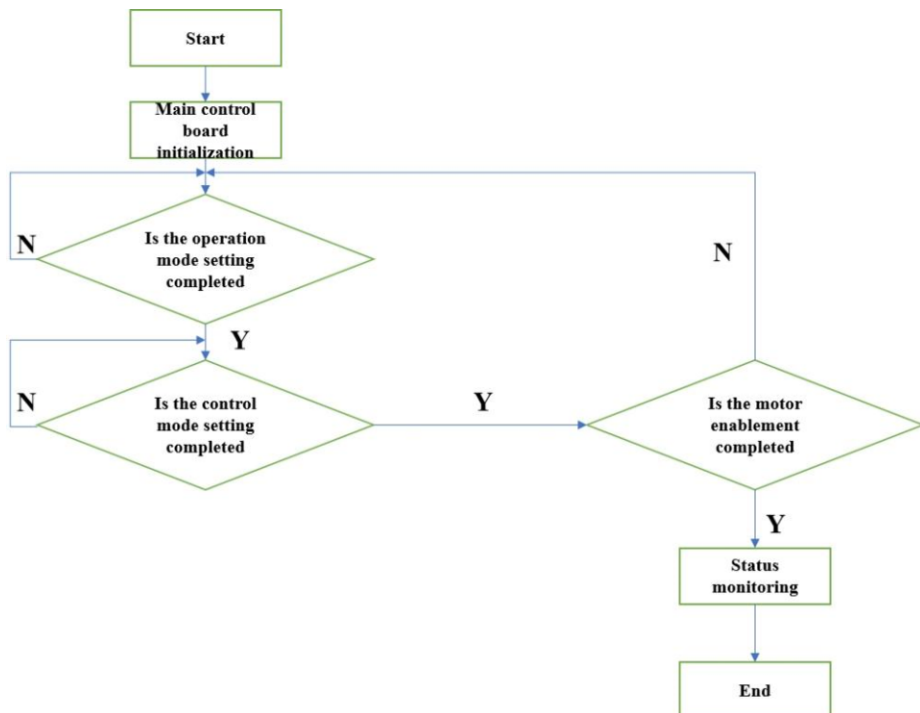 Start
Main control
board
initialization
N
Is the operation
mode setting
completed
N
Y
N
Is the control
mode setting
completed
Y
Is the motor
enablement
completed
Y
Status
monitoring
End